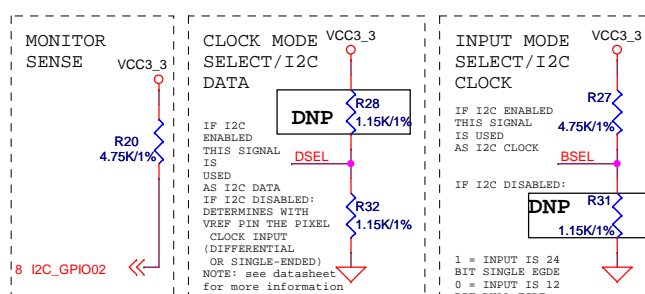 MONITOR
SENSE
VCC3_3
R20
4.75K/1%
8 I2C_GPIO02
CLOCK MODE
SELECT/I2C
DATA
VCC3_3
DNP
R28
1.15K/1%
IF I2C
ENABLED
THIS SIGNAL
IS
USED
AS I2C DATA
IF I2C DISABLED:
DETERMINES WITH
VREF PIN THE PIXEL
CLOCK INPUT
(DIFFERENTIAL
OR SINGLE-ENDED)
NOTE: see datasheet
for more information
DSEL
R32
1.15K/1%
INPUT MODE
SELECT/I2C
CLOCK
VCC3_3
R27
4.75K/1%
IF I2C ENABLED
THIS SIGNAL
IS USED
AS I2C CLOCK
BSEL
IF I2C DISABLED:
DNP
R31
1.15K/1%
1 = INPUT IS 24
BIT SINGLE EGDE
0 = INPUT IS 12